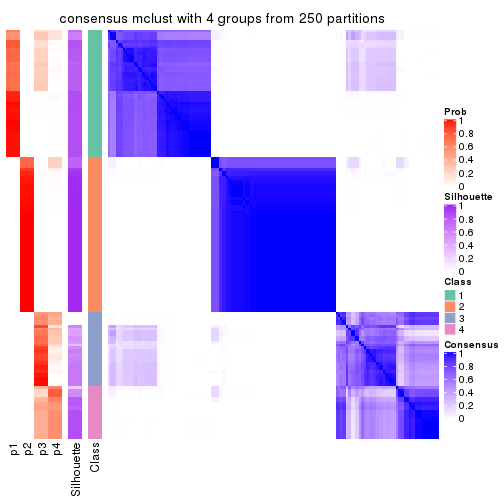 consensus mclust with 4 groups from 250 partitions
Prob
1
0.8
0.6
0.4
0.2
0
Silhouette
1
0.8
0.6
0.4
0.2
0
Class
1
2
3
4
Consensus
1
0.8
0.6
0.4
0.2
0
p1
p2
p3
p4
Silhouette
Class